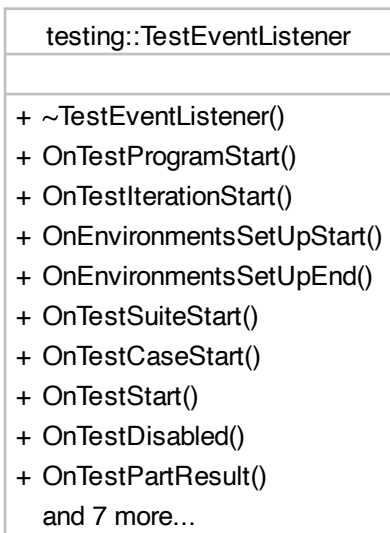 testing::TestEventListener
+ ~TestEventListener()
+ OnTestProgramStart()
+ OnTestIterationStart()
+ OnEnvironmentsSetUpStart()
+ OnEnvironmentsSetUpEnd()
+ OnTestSuiteStart()
+ OnTestCaseStart()
+ OnTestStart()
+ OnTestDisabled()
+ OnTestPartResult()
and 7 more...